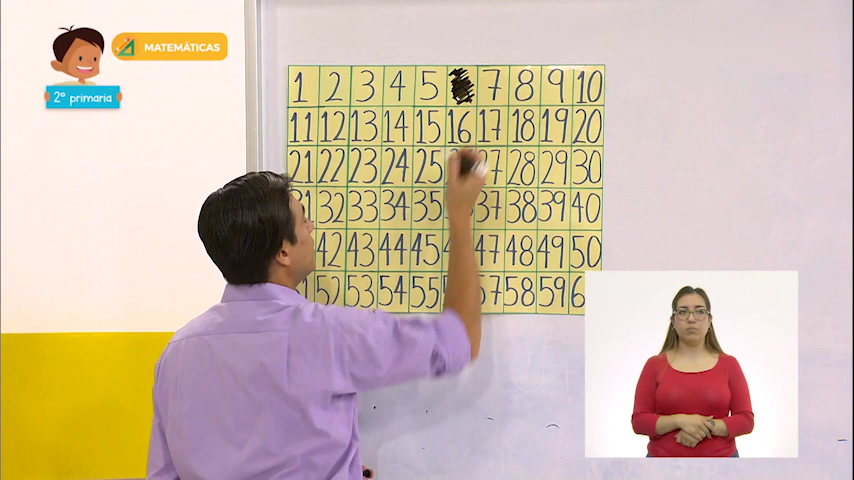 MATEMÁTICAS
2° primaria
1 2 3 4 5 7 8 9 10
11 12 13 14 15 16 17 18 19 20
21 22 23 24 25 28 29 30
32 33 34 35 37 38 39 40
42 43 44 45 47 48 49 50
52 53 54 55 57 58 59